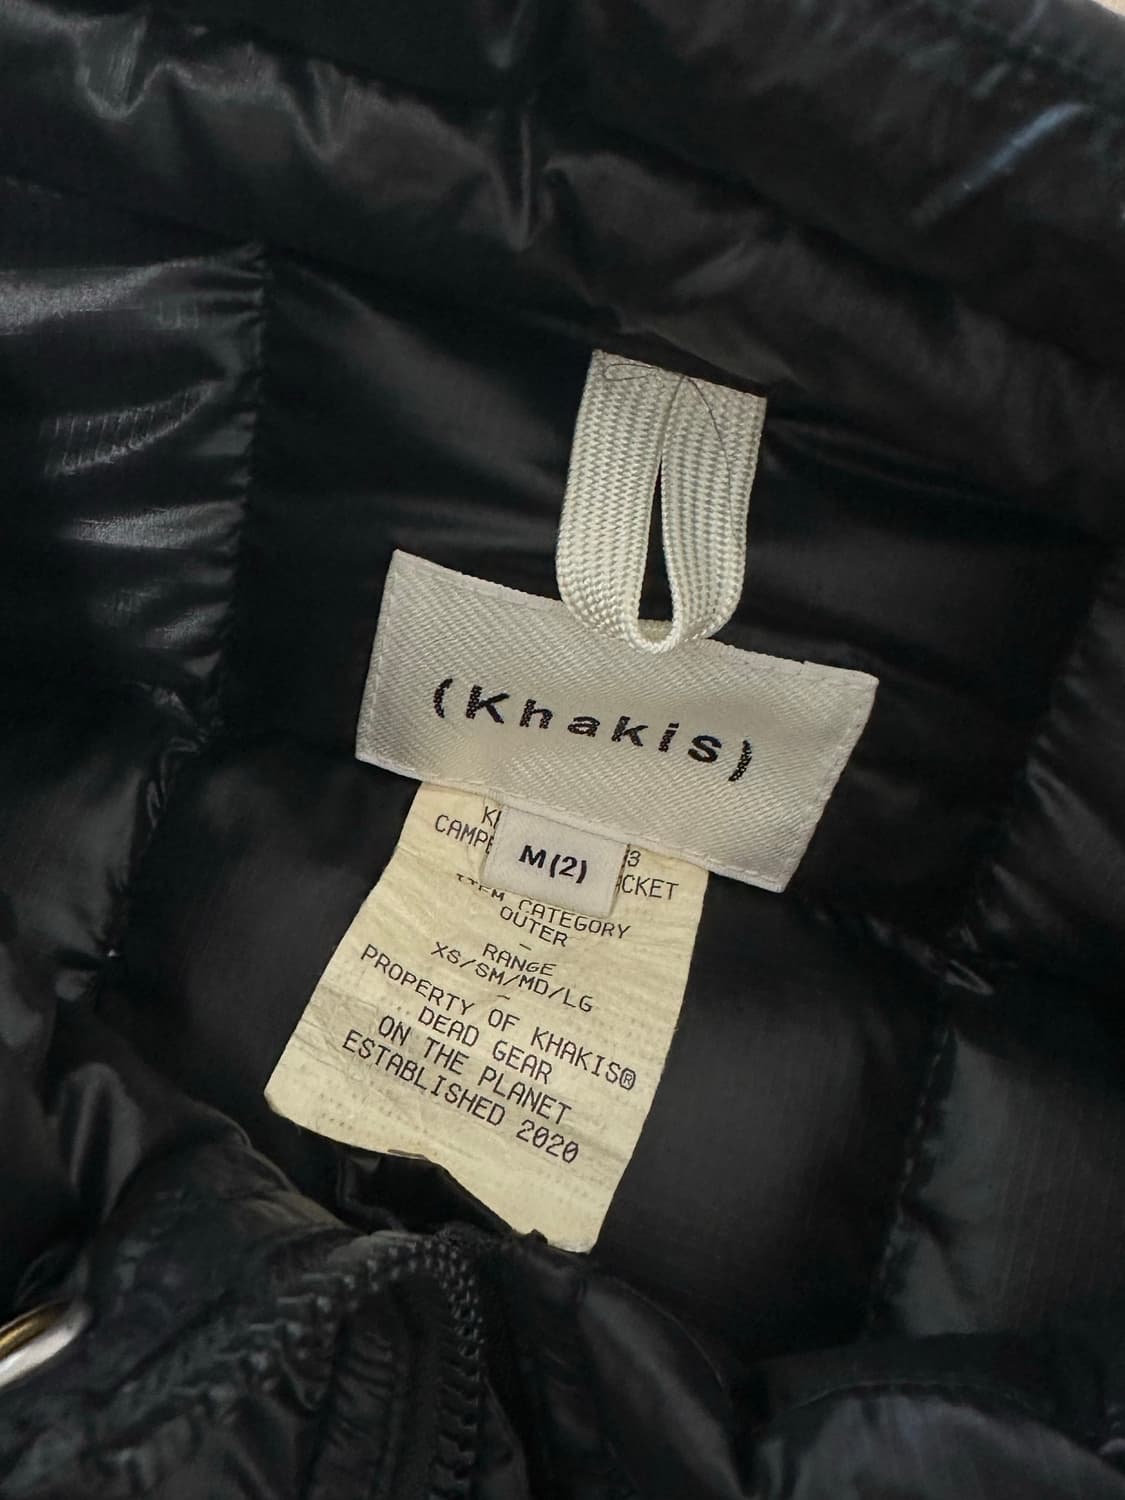 (Khakis)
M(2)
ITEM CATEGORY
OUTER
-
RANGE
XS/SM/MD/LG
-
PROPERTY OF KHAKIS®
DEAD GEAR
ON THE PLANET
ESTABLISHED 2020